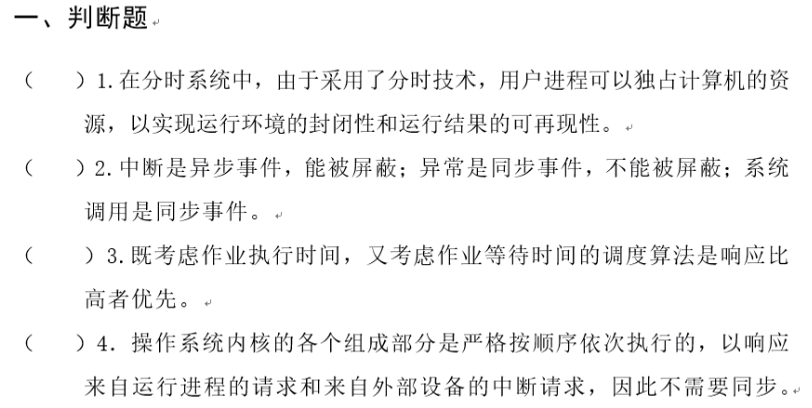 一、判断题
（  ）1.在分时系统中，由于采用了分时技术，用户进程可以独占计算机的资
源，以实现运行环境的封闭性和运行结果的可再现性。
（  ）2.中断是异步事件，能被屏蔽；异常是同步事件，不能被屏蔽；系统
调用是同步事件。
（  ）3.既考虑作业执行时间，又考虑作业等待时间的调度算法是响应比
高者优先。
（  ）4．操作系统内核的各个组成部分是严格按顺序依次执行的，以响应
来自运行进程的请求和来自外部设备的中断请求，因此不需要同步。